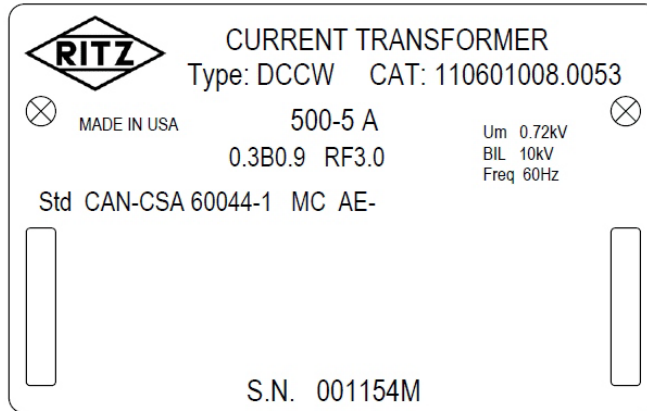 RITZ
CURRENT TRANSFORMER
Type: DCCW CAT: 110601008.0053
MADE IN USA
500-5 A
0.3B0.9 RF3.0
Um 0.72kV
BIL 10kV
Freq 60Hz
Std CAN-CSA 60044-1 MC AE-
S.N. 001154M